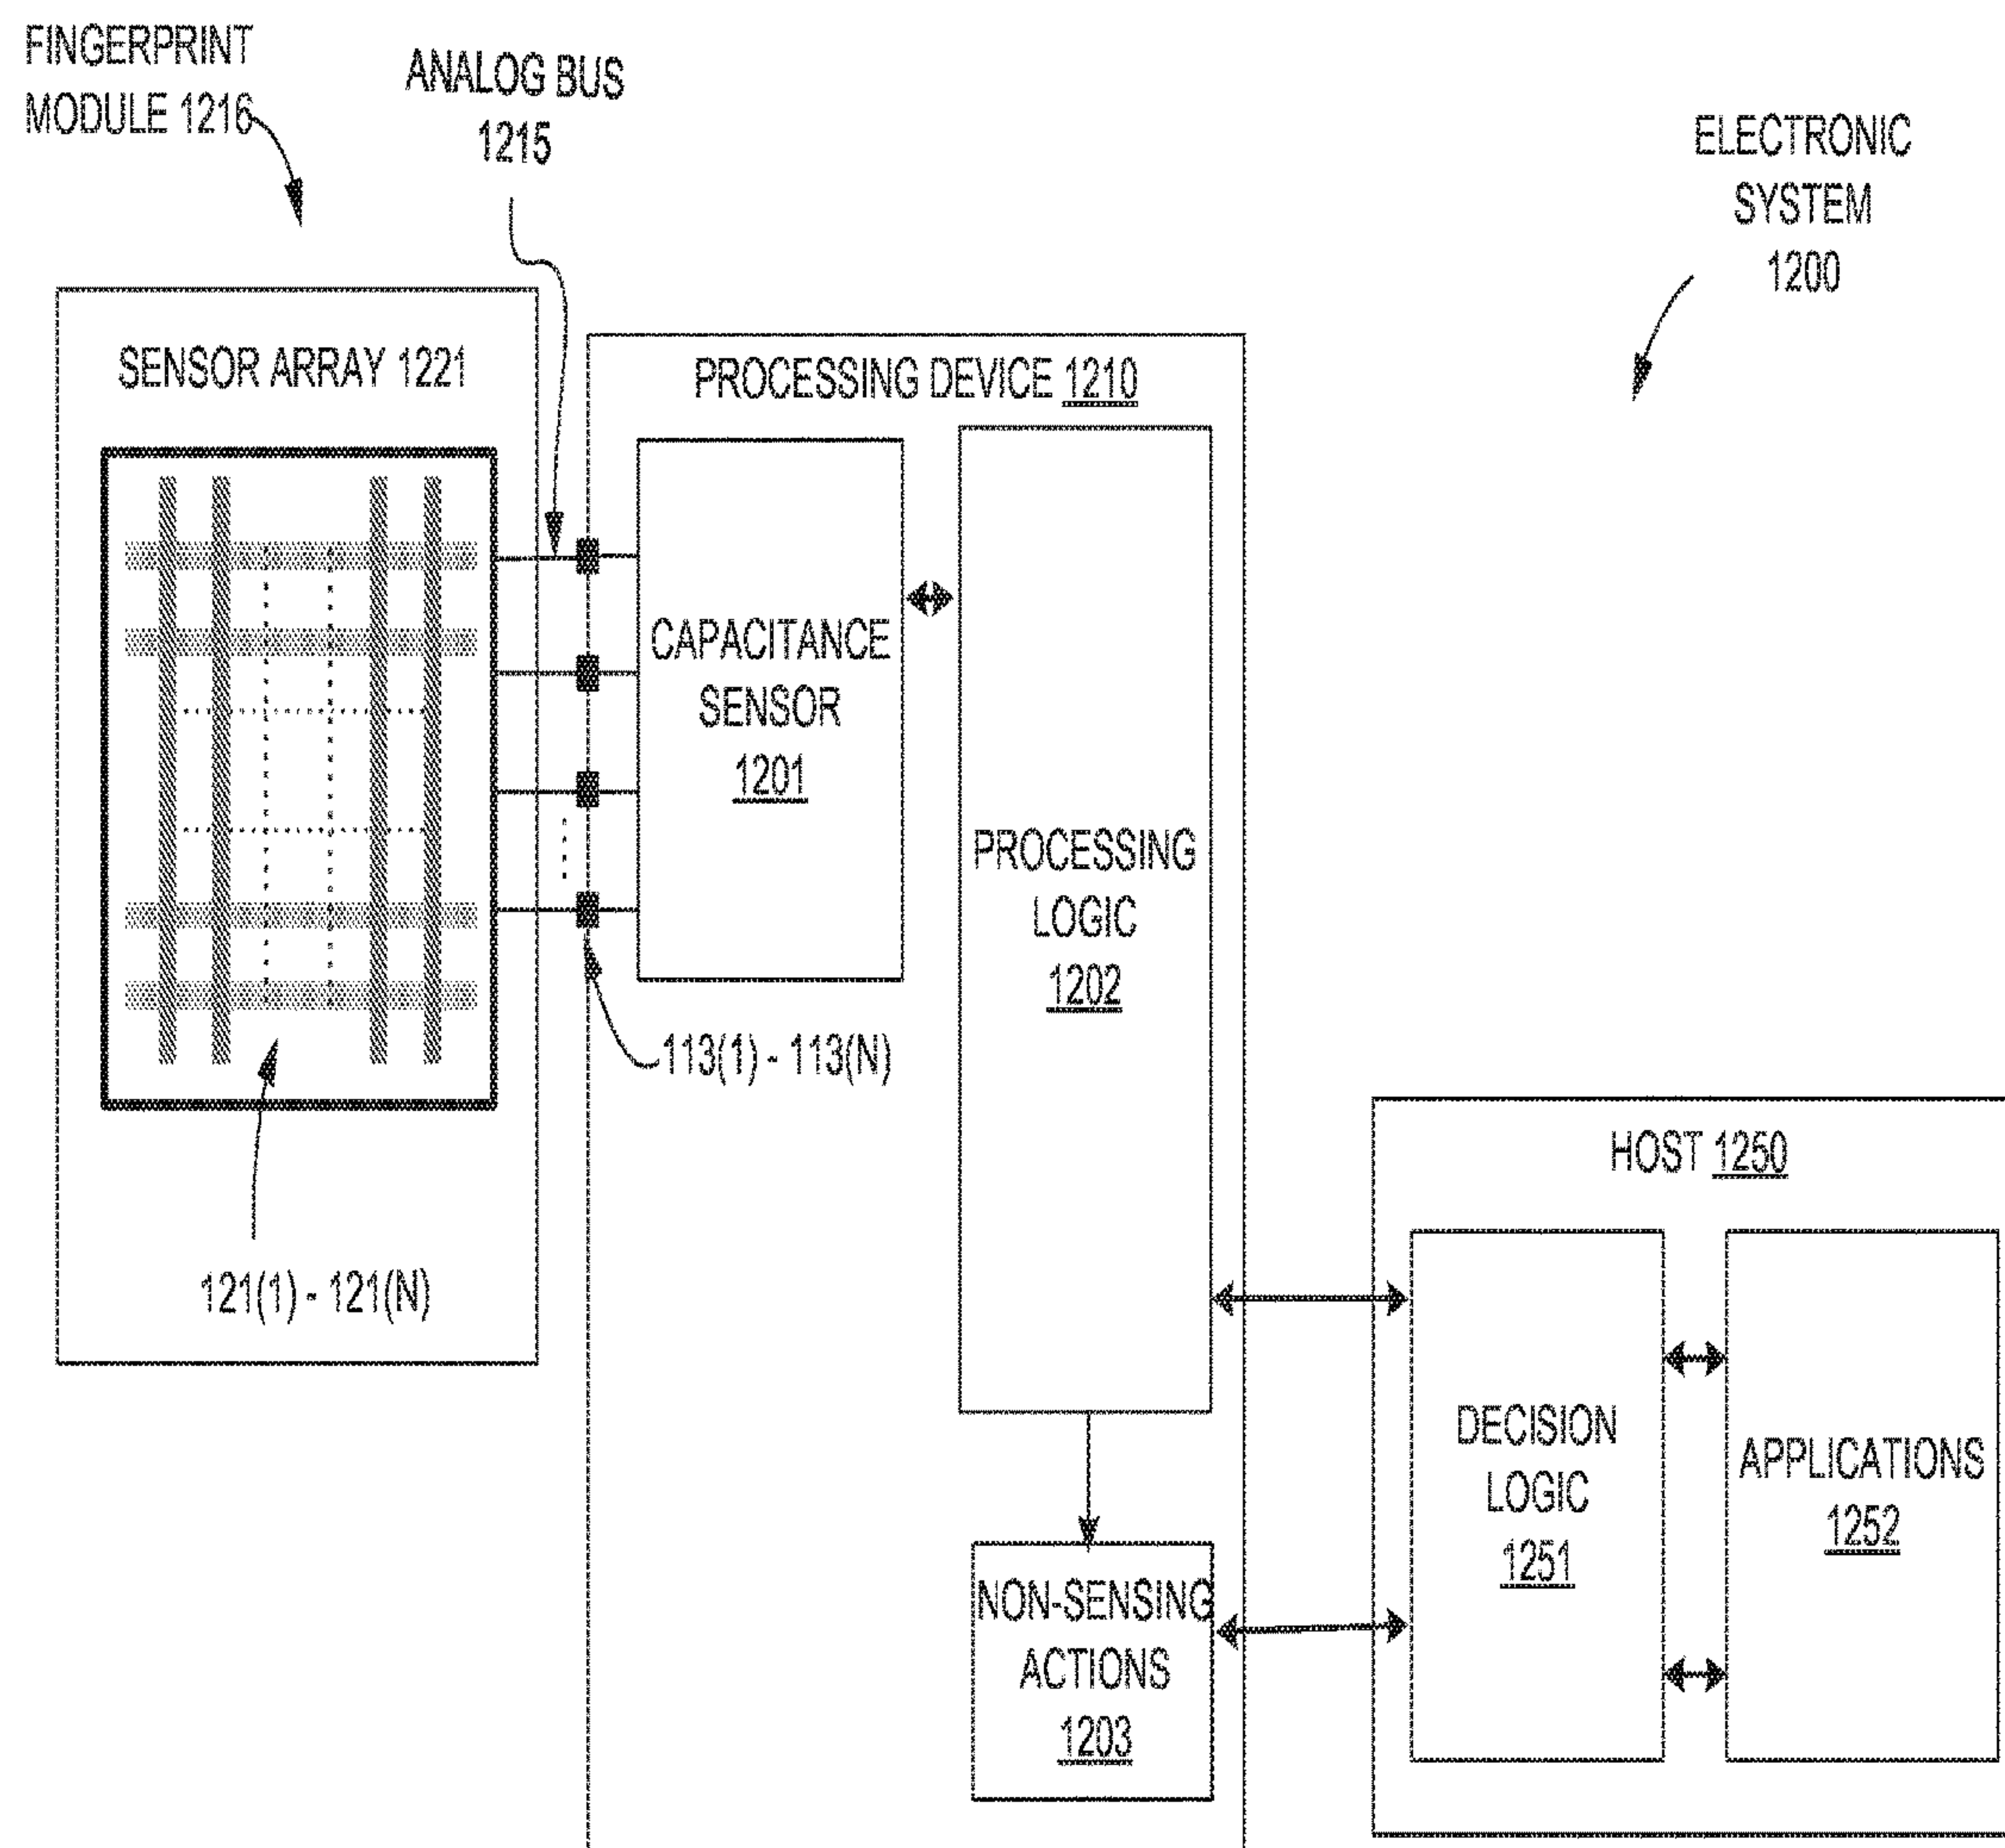 FINGERPRINT
MODULE 1216
ANALOG BUS
1215
ELECTRONIC
SYSTEM
1200
SENSOR ARRAY 1221
PROCESSING DEVICE 1210
CAPACITANCE
SENSOR
1201
PROCESSING
LOGIC
1202
113(1) - 113(N)
121(1) - 121(N)
HOST 1250
DECISION
LOGIC
1251
APPLICATIONS
1252
NON-SENSING
ACTIONS
1203